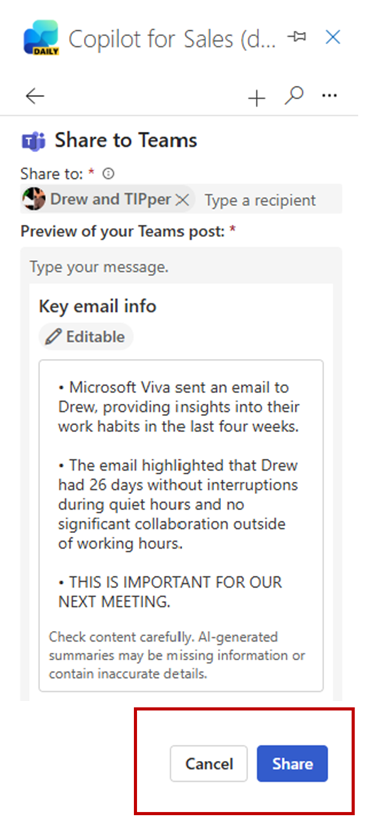 DAILY
Copilot for Sales (d...
Share to Teams
Share to: *
Drew and TIPper
Type a recipient
Preview of your Teams post: *
Type your message.
Key email info
Editable
• Microsoft Viva sent an email to
Drew, providing insights into their
work habits in the last four weeks.
• The email highlighted that Drew
had 26 days without interruptions
during quiet hours and no
significant collaboration outside
of working hours.
• THIS IS IMPORTANT FOR OUR
NEXT MEETING.
Check content carefully. AI-generated
summaries may be missing information or
contain inaccurate details.
Cancel
Share